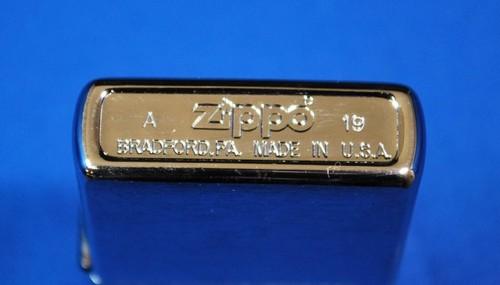 A Zippo® 19
BRADFORD, PA. MADE IN U.S.A.